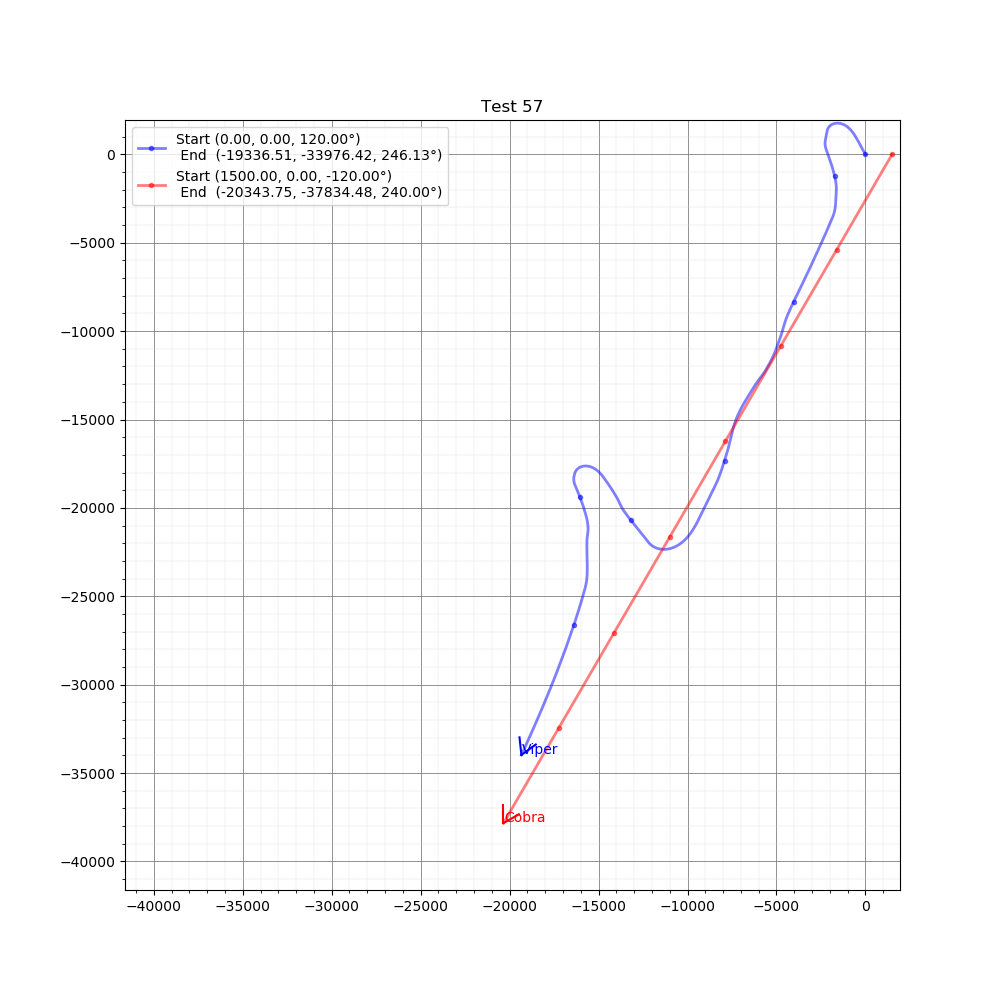 Test 57
Start (0.00, 0.00, 120.00°)
End (-19336.51, -33976.42, 246.13°)
Start (1500.00, 0.00, -120.00°)
End (-20343.75, -37834.48, 240.00°)
0
−5000
−10000
−15000
−20000
−25000
−30000
−35000
−40000
Viper
Cobra
−40000 −35000 −30000 −25000 −20000 −15000 −10000 −5000 0